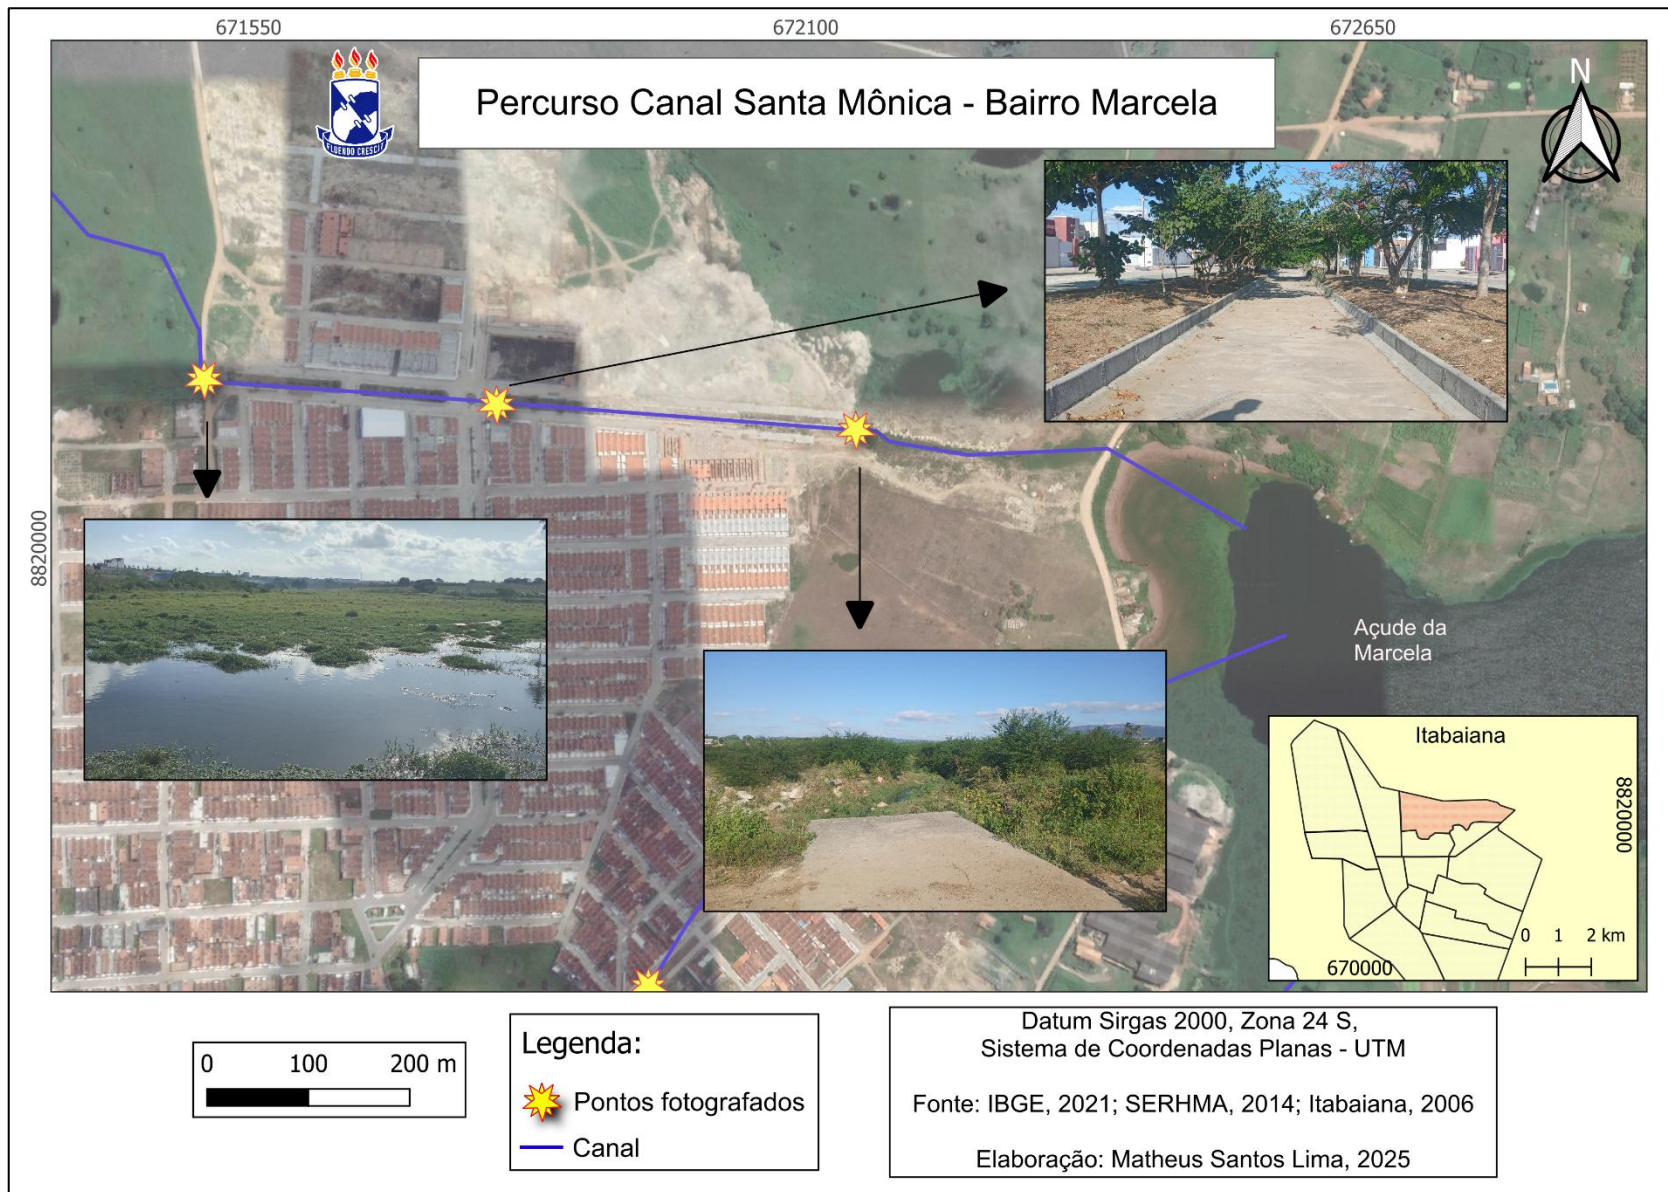 671550
672100
672650
Percurso Canal Santa Mônica - Bairro Marcela
N
FLUENDO CRESCIT
8820000
Açude da
Marcela
Itabaiana
8820000
0 1 2 km
670000
0 100 200 m
Legenda:
Pontos fotografados
Canal
Datum Sirgas 2000, Zona 24 S,
Sistema de Coordenadas Planas - UTM
Fonte: IBGE, 2021; SERHMA, 2014; Itabaiana, 2006
Elaboração: Matheus Santos Lima, 2025